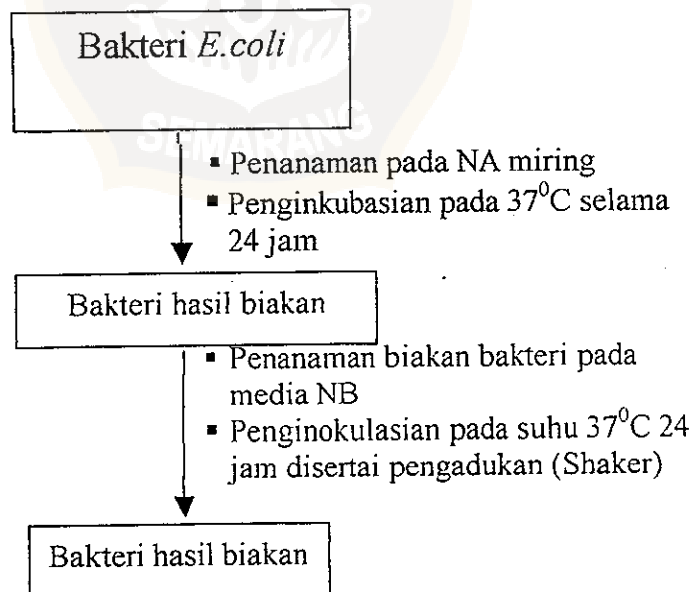 Bakteri E.coli
SEMARANG
▪ Penanaman pada NA miring
▪ Penginkubasian pada 37⁰C selama
24 jam
Bakteri hasil biakan
▪ Penanaman biakan bakteri pada
media NB
▪ Penginokulasian pada suhu 37⁰C 24
jam disertai pengadukan (Shaker)
Bakteri hasil biakan